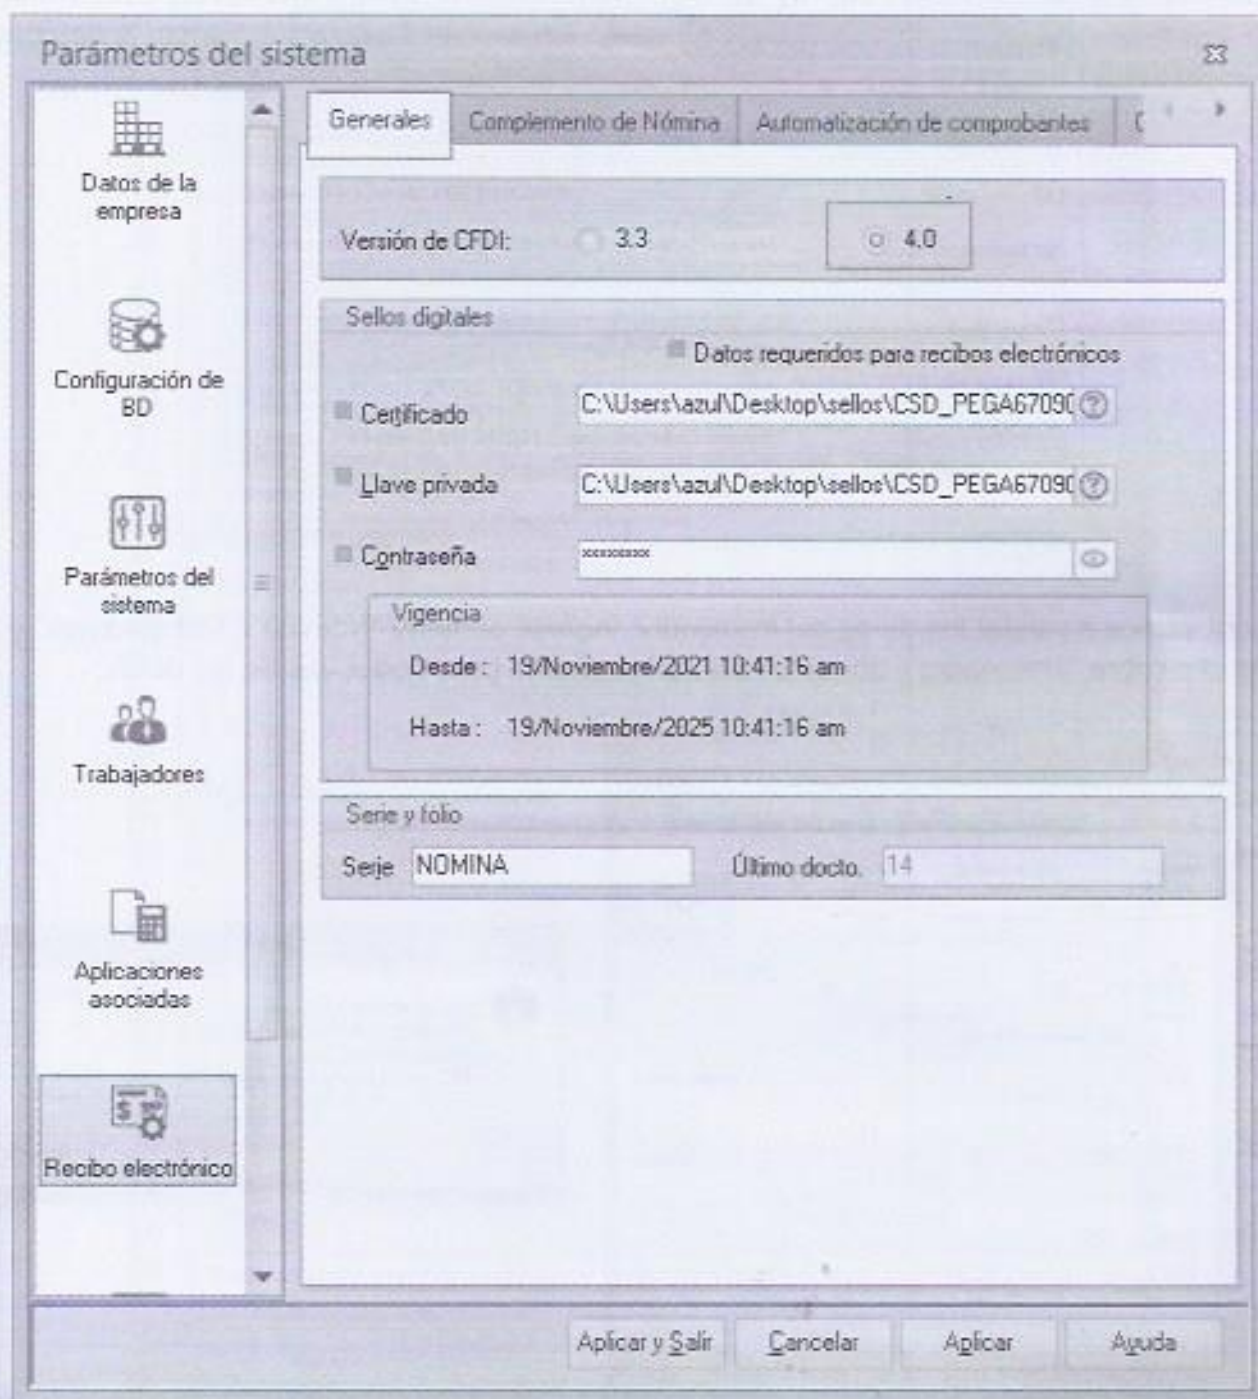 Parámetros del sistema
Datos de la
empresa
Configuración de
BD
Parámetros del
sistema
Trabajadores
Aplicaciones
asociadas
Recibo electrónico
Generales
Complemento de Nómina
Automatización de comprobantes
Versión de CFDI:
3.3
4.0
Sellos digitales
Datos requeridos para recibos electrónicos
Certificado
C:\Users\azul\Desktop\sellos\CSD_PEGA67090
Llave privada
C:\Users\azul\Desktop\sellos\CSD_PEGA67090
Contraseña
xxxxxxxx
Vigencia
Desde: 19/Noviembre/2021 10:41:16 am
Hasta: 19/Noviembre/2025 10:41:16 am
Serie y folio
Serie
NOMINA
Último docto.
14
Aplicar y Salir
Cancelar
Aplicar
Ayuda